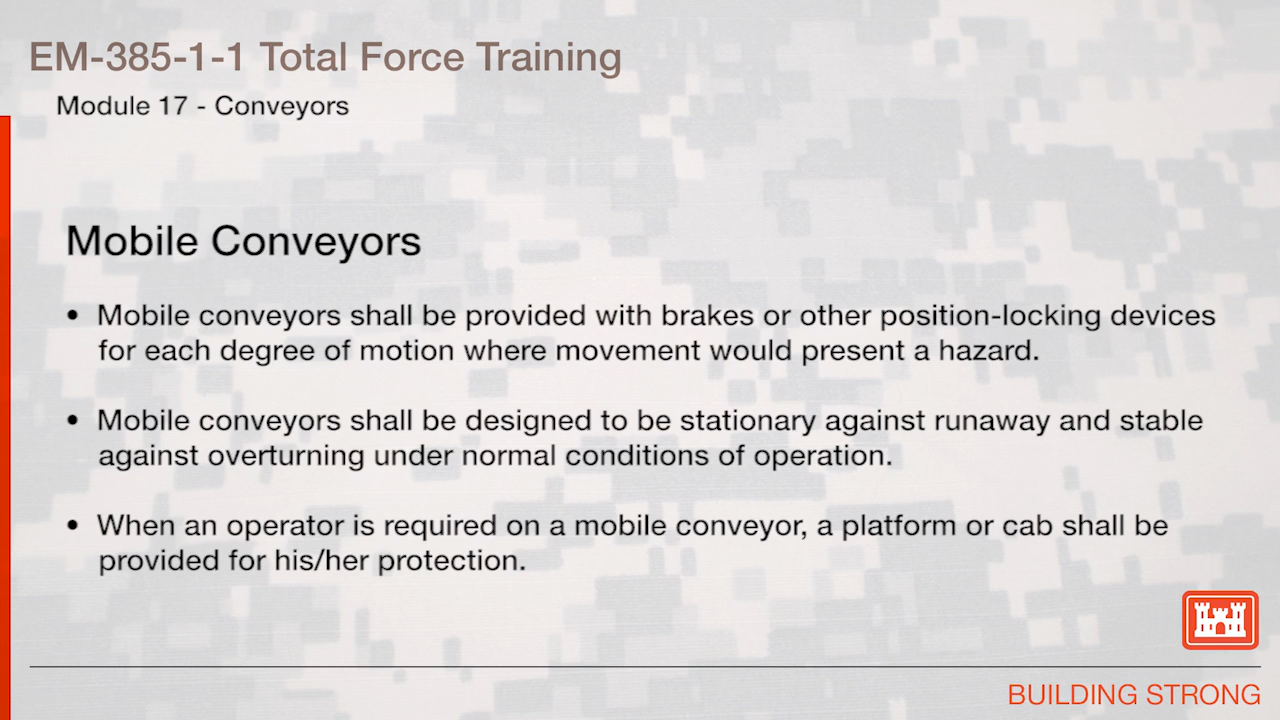 EM-385-1-1 Total Force Training
Module 17 - Conveyors
Mobile Conveyors
• Mobile conveyors shall be provided with brakes or other position-locking devices
for each degree of motion where movement would present a hazard.
• Mobile conveyors shall be designed to be stationary against runaway and stable
against overturning under normal conditions of operation.
• When an operator is required on a mobile conveyor, a platform or cab shall be
provided for his/her protection.
BUILDING STRONG